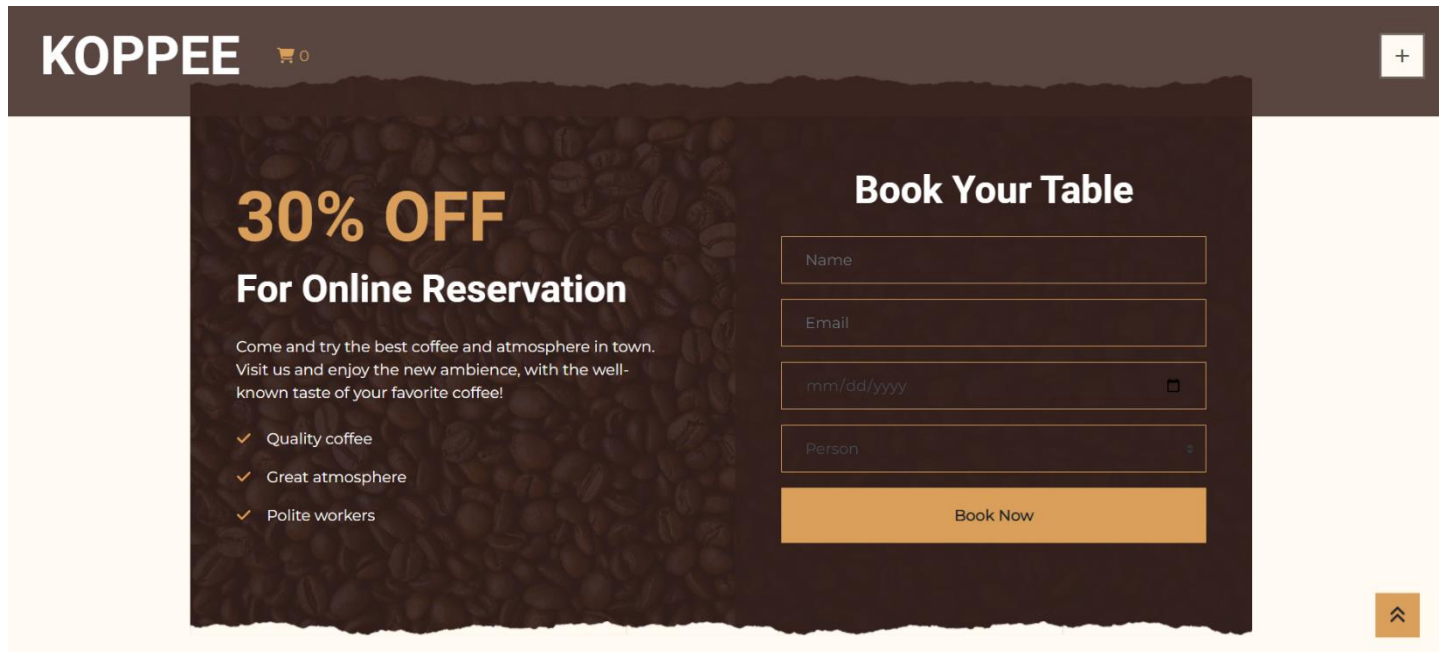 KOPPEE
0
+
30% OFF
For Online Reservation
Come and try the best coffee and atmosphere in town.
Visit us and enjoy the new ambience, with the well-
known taste of your favorite coffee!
Quality coffee
Great atmosphere
Polite workers
Book Your Table
Name
Email
mm/dd/yyyy
Person
Book Now